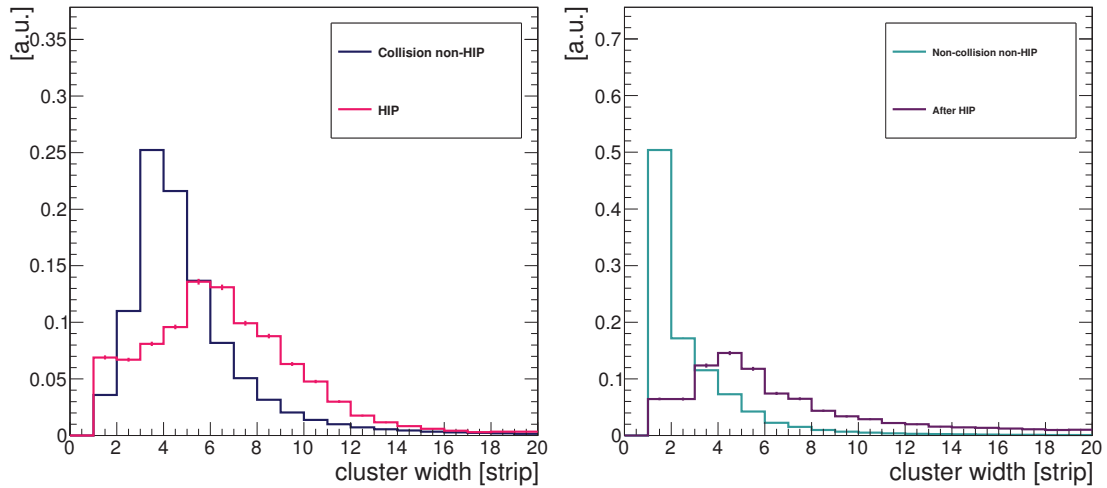 [a.u.]
0.35
0.3
0.25
0.2
0.15
0.1
0.05
0
Collision non-HIP
HIP
0 2 4 6 8 10 12 14 16 18 20
cluster width [strip]
[a.u.]
0.7
0.6
0.5
0.4
0.3
0.2
0.1
0
Non-collision non-HIP
After HIP
0 2 4 6 8 10 12 14 16 18 20
cluster width [strip]